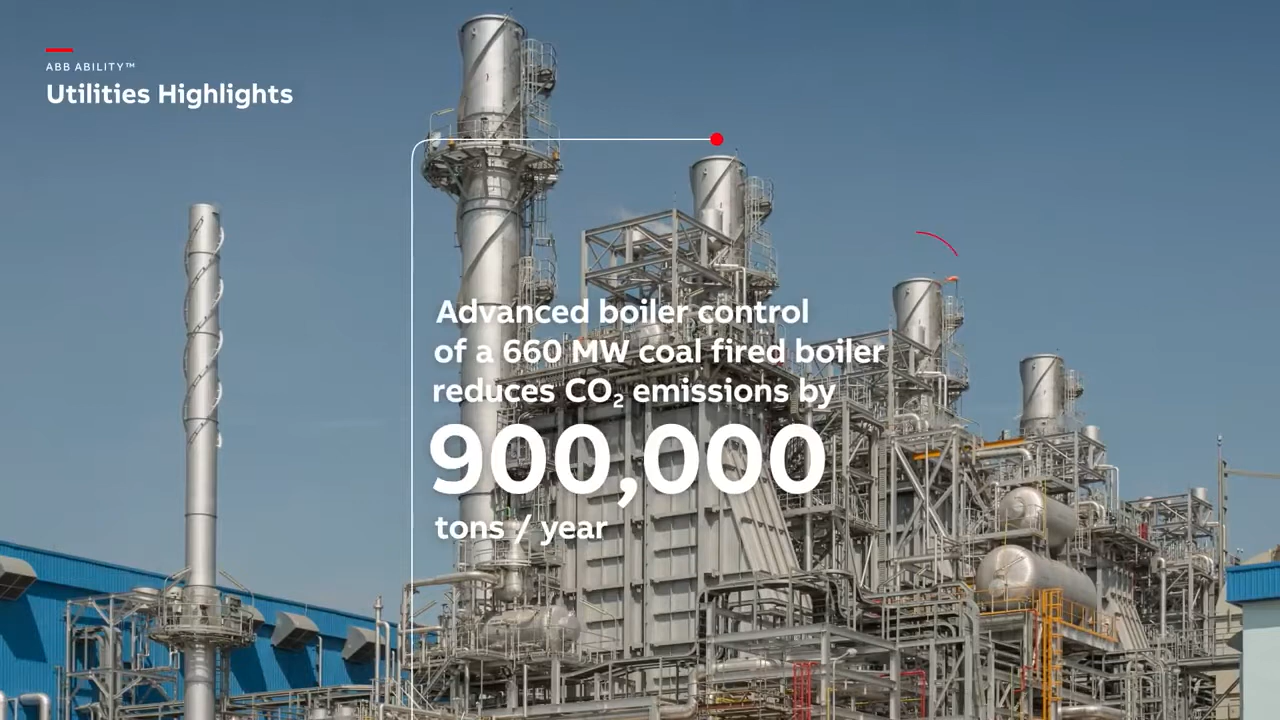 ABB ABILITY™
Utilities Highlights
Advanced boiler control
of a 660 MW coal fired boiler
reduces CO₂ emissions by
900,000
tons / year